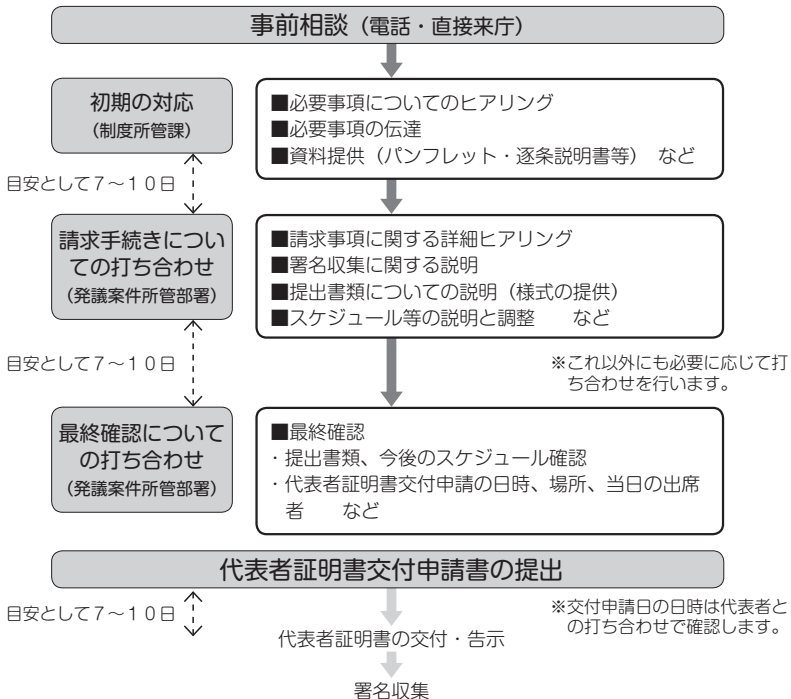 事前相談（電話・直接来庁）
初期の対応
（制度所管課）
■必要事項についてのヒアリング
■必要事項の伝達
■資料提供（パンフレット・逐条説明書等）　など
目安として７～１０日
請求手続きについ
ての打ち合わせ
（発議案件所管部署）
■請求事項に関する詳細ヒアリング
■署名収集に関する説明
■提出書類についての説明（様式の提供）
■スケジュール等の説明と調整　　など
目安として７～１０日
※これ以外にも必要に応じて打
ち合わせを行います。
最終確認について
の打ち合わせ
（発議案件所管部署）
■最終確認
・提出書類、今後のスケジュール確認
・代表者証明書交付申請の日時、場所、当日の出席
者　　など
代表者証明書交付申請書の提出
目安として７～１０日
※交付申請日の日時は代表者と
の打ち合わせで確認します。
代表者証明書の交付・告示
署名収集